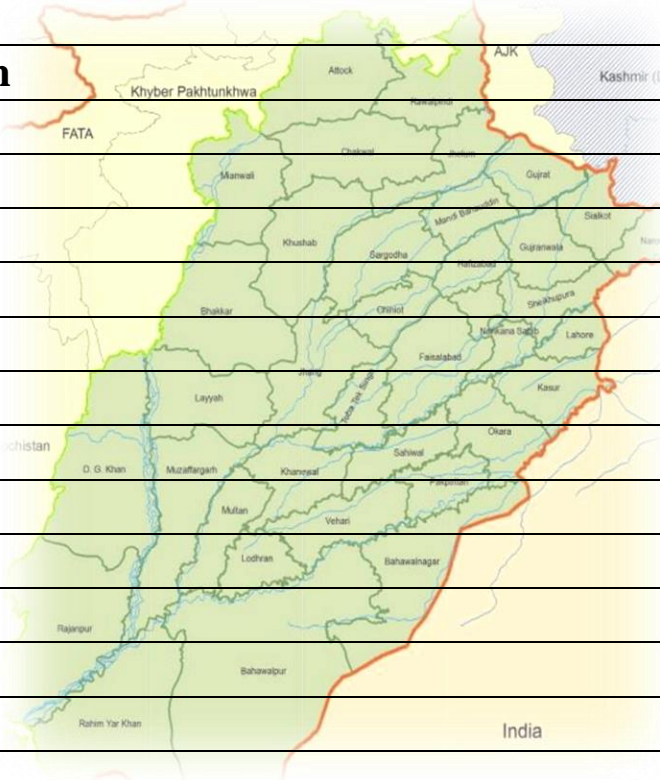 n
AJK
Attock
Kashmir (
Khyber Pakhtunkhwa
Rawalpindi
FATA
Chakwal
Jhelum
Mianwali
Gujrat
Mandi Bahauddin
Sialkot
Khushab
Sargodha
Gujranwala
Hafizabad
Bhakkar
Chiniot
Sheikhupura
Nankana Sahib
Lahore
Faisalabad
Jhang
Toba Tek Singh
Kasur
Layyah
Okara
ochistan
Sahiwal
D. G. Khan
Muzaffargarh
Khanewal
Pakpattan
Multan
Vehari
Lodhran
Bahawalnagar
Rajanpur
Bahawalpur
Rahim Yar Khan
India